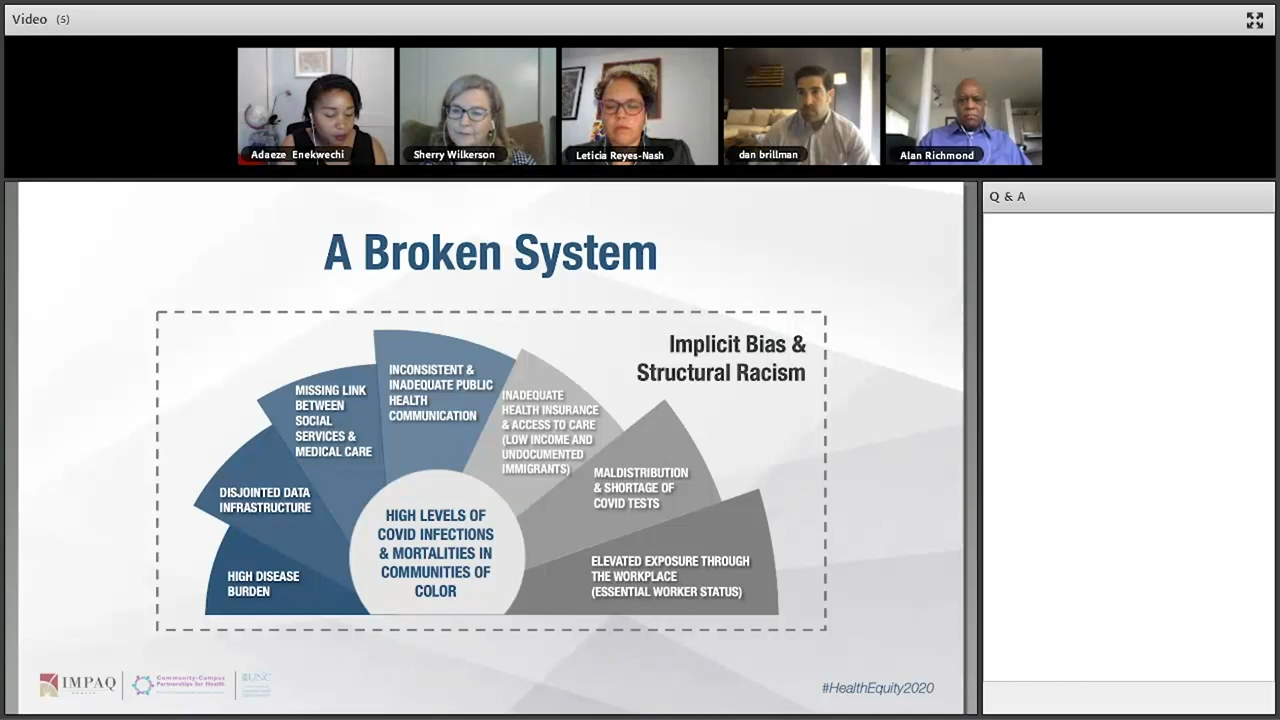 Video (5)
Adaeze Enekwechi
Sherry Wilkerson
Leticia Reyes-Nash
dan brillman
Alan Richmond
Q & A
A Broken System
Implicit Bias &
Structural Racism
HIGH DISEASE
BURDEN
DISJOINTED DATA
INFRASTRUCTURE
MISSING LINK
BETWEEN
SOCIAL
SERVICES &
MEDICAL CARE
INCONSISTENT &
INADEQUATE PUBLIC
HEALTH
COMMUNICATION
INADEQUATE
HEALTH INSURANCE
& ACCESS TO CARE
(LOW INCOME AND
UNDOCUMENTED
IMMIGRANTS)
MALDISTRIBUTION
& SHORTAGE OF
COVID TESTS
ELEVATED EXPOSURE THROUGH
THE WORKPLACE
(ESSENTIAL WORKER STATUS)
HIGH LEVELS OF
COVID INFECTIONS
& MORTALITIES IN
COMMUNITIES OF
COLOR
IMPAQ
Community-Campus
Partnerships for Health
UNC
#HealthEquity2020